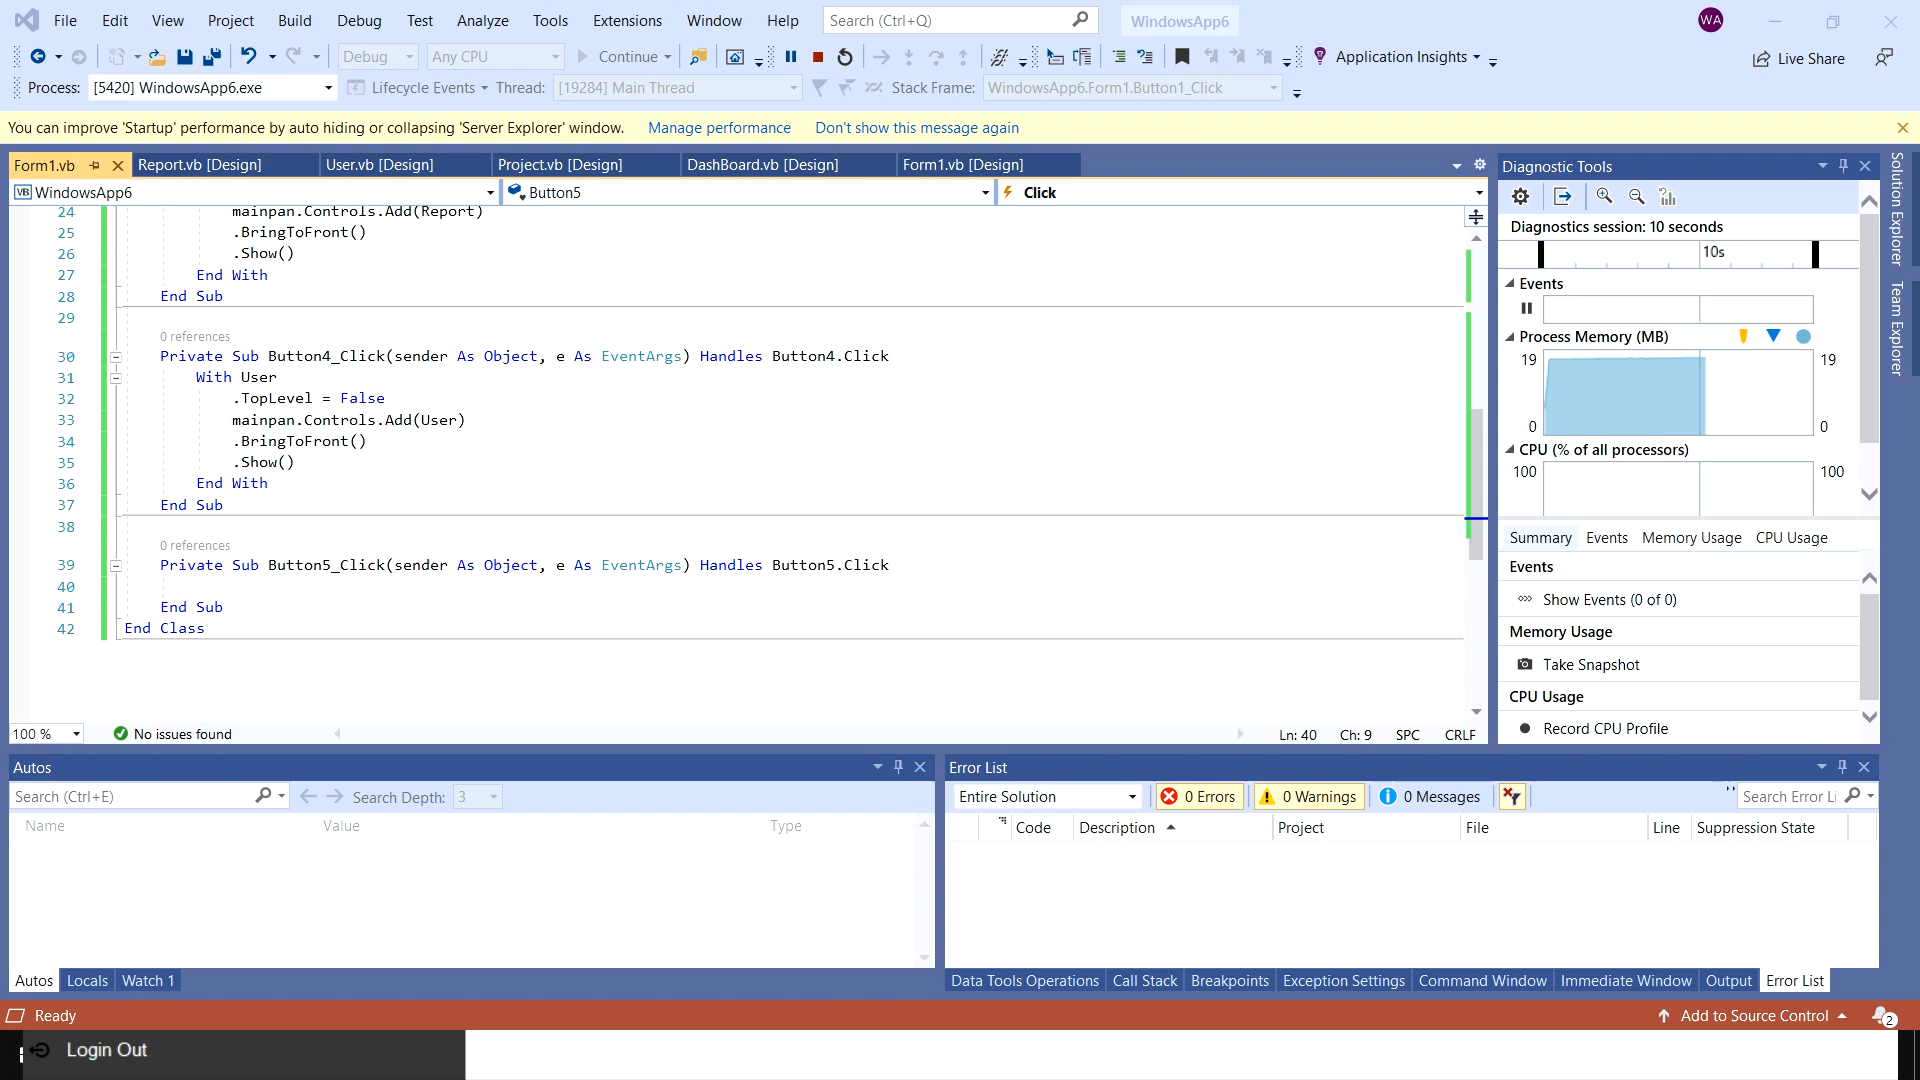 File Edit View Project Build Debug Test Analyze Tools Extensions Window Help Search (Ctrl+Q) WindowsApp6 WA
Debug Any CPU Continue Application Insights Live Share
Process: [5420] WindowsApp6.exe Lifecycle Events Thread: [19284] Main Thread Stack Frame: WindowsApp6.Form1.Button1_Click
You can improve 'Startup' performance by auto hiding or collapsing 'Server Explorer' window. Manage performance Don't show this message again
Form1.vb Report.vb [Design] User.vb [Design] Project.vb [Design] DashBoard.vb [Design] Form1.vb [Design]
VB WindowsApp6 Button5 Click
24 mainpan.Controls.Add(Report)
25 .BringToFront()
26 .Show()
27 End With
28 End Sub
29
0 references
30 Private Sub Button4_Click(sender As Object, e As EventArgs) Handles Button4.Click
31 With User
32 .TopLevel = False
33 mainpan.Controls.Add(User)
34 .BringToFront()
35 .Show()
36 End With
37 End Sub
38
0 references
39 Private Sub Button5_Click(sender As Object, e As EventArgs) Handles Button5.Click
40
41 End Sub
42 End Class
100 % No issues found Ln: 40 Ch: 9 SPC CRLF
Diagnostic Tools
Diagnostics session: 10 seconds
10s
Events
Process Memory (MB)
19 19
0 0
CPU (% of all processors)
100 100
Summary Events Memory Usage CPU Usage
Events
Show Events (0 of 0)
Memory Usage
Take Snapshot
CPU Usage
Record CPU Profile
Solution Explorer
Team Explorer
Autos
Search (Ctrl+E) Search Depth: 3
Name Value Type
Autos Locals Watch 1
Error List
Entire Solution 0 Errors 0 Warnings 0 Messages Search Error Li
Code Description Project File Line Suppression State
Data Tools Operations Call Stack Breakpoints Exception Settings Command Window Immediate Window Output Error List
Ready Add to Source Control 2
Login Out